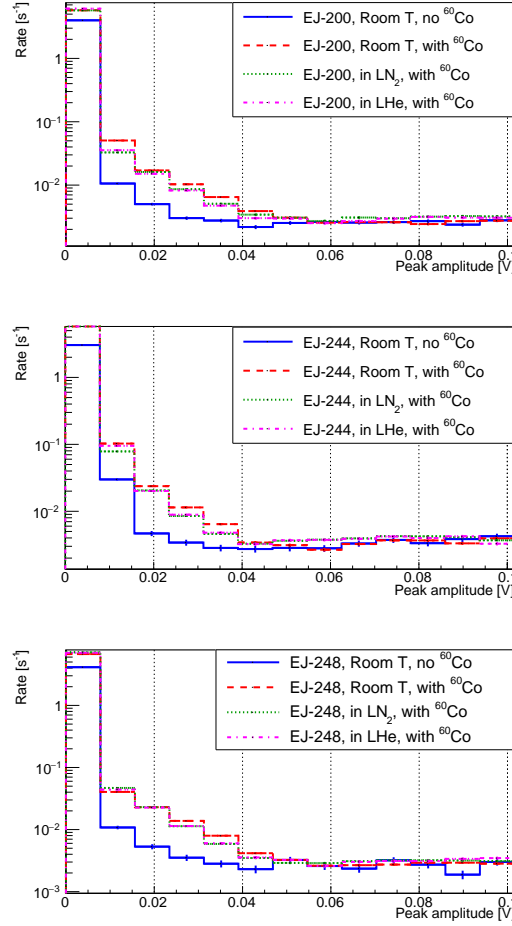 Rate [s⁻¹]
EJ-200, Room T, no ⁶⁰Co
EJ-200, Room T, with ⁶⁰Co
EJ-200, in LN₂, with ⁶⁰Co
EJ-200, in LHe, with ⁶⁰Co
1
10⁻¹
10⁻²
0 0.02 0.04 0.06 0.08 0.1
Peak amplitude [V]
Rate [s⁻¹]
EJ-244, Room T, no ⁶⁰Co
EJ-244, Room T, with ⁶⁰Co
EJ-244, in LN₂, with ⁶⁰Co
EJ-244, in LHe, with ⁶⁰Co
1
10⁻¹
10⁻²
0 0.02 0.04 0.06 0.08 0.1
Peak amplitude [V]
Rate [s⁻¹]
EJ-248, Room T, no ⁶⁰Co
EJ-248, Room T, with ⁶⁰Co
EJ-248, in LN₂, with ⁶⁰Co
EJ-248, in LHe, with ⁶⁰Co
1
10⁻¹
10⁻²
10⁻³
0 0.02 0.04 0.06 0.08 0.1
Peak amplitude [V]